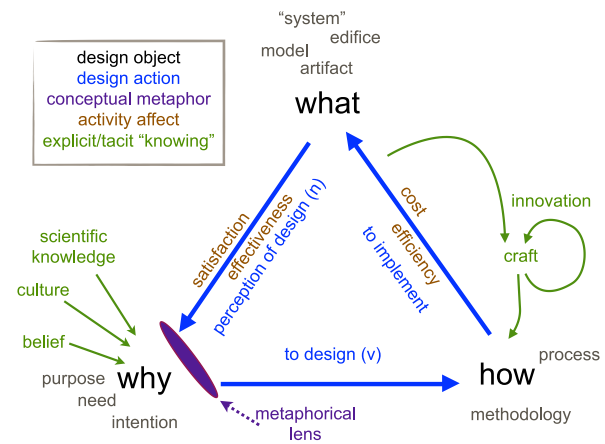 “system”
edifice
model
artifact
what
design object
design action
conceptual metaphor
activity affect
explicit/tacit “knowing”
satisfaction
effectiveness
perception of design (n)
cost
efficiency
to implement
innovation
craft
scientific
knowledge
culture
belief
purpose
need
intention
why
to design (v)
metaphorical
lens
how
process
methodology